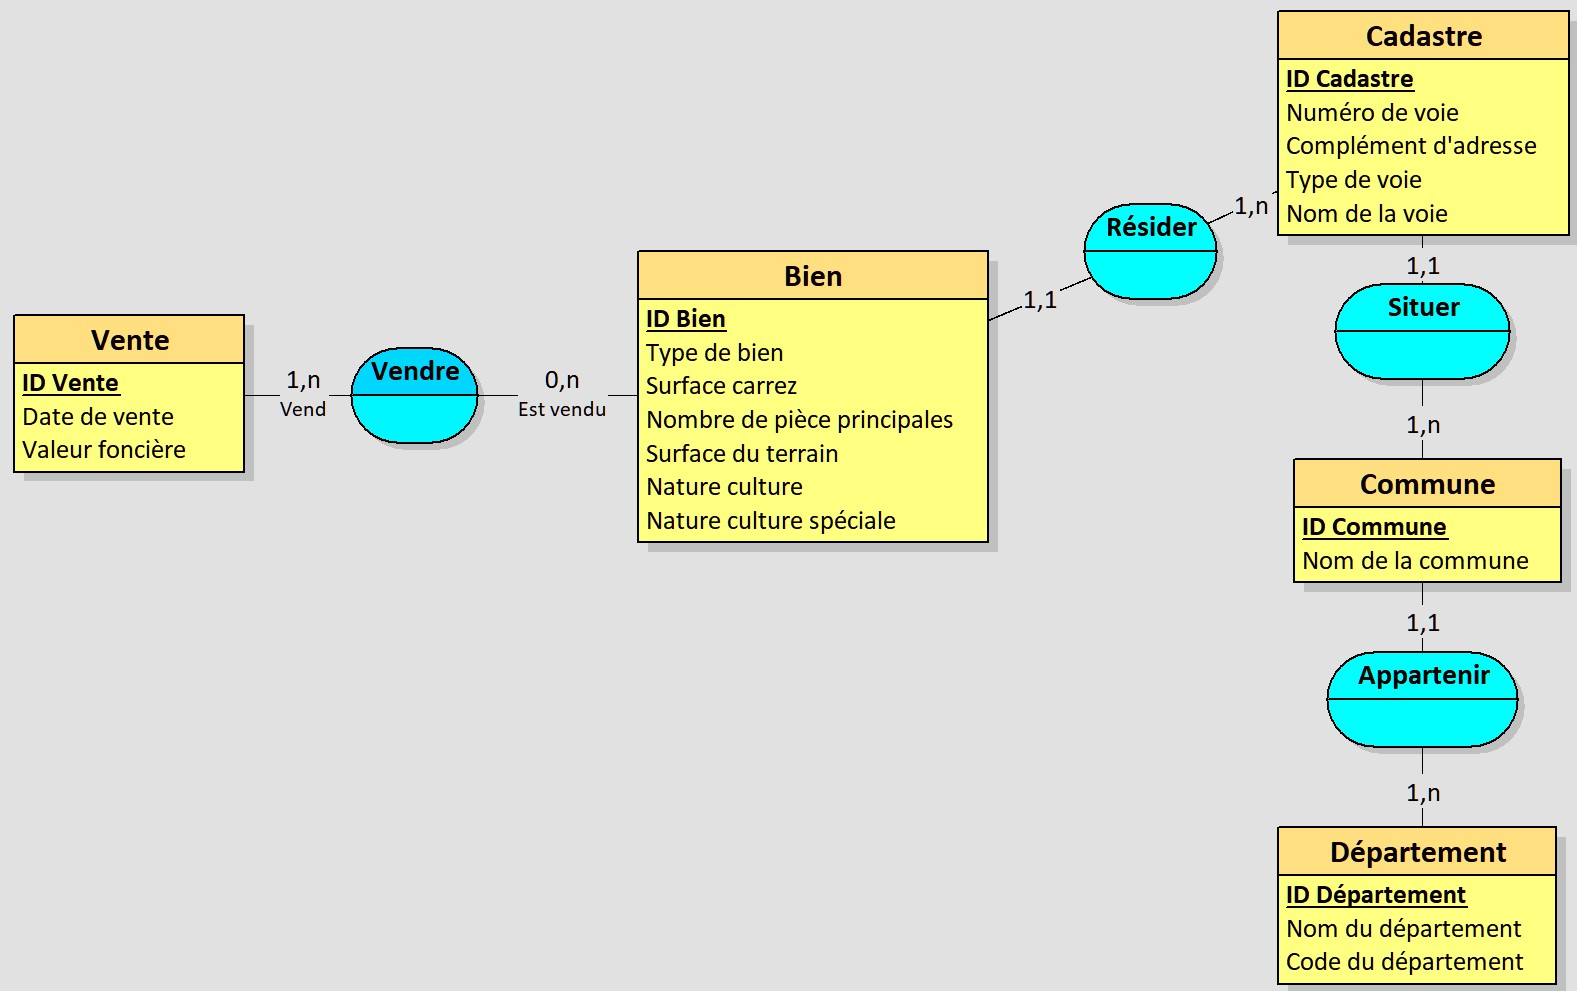 Cadastre
ID Cadastre
Numéro de voie
Complément d'adresse
Type de voie
Nom de la voie
1,n
Résider
1,1
Bien
ID Bien
Type de bien
Surface carrez
Nombre de pièce principales
Surface du terrain
Nature culture
Nature culture spéciale
Vente
ID Vente
Date de vente
Valeur foncière
1,n
Vend
Vendre
0,n
Est vendu
1,1
Situer
1,n
Commune
ID Commune
Nom de la commune
1,1
Appartenir
1,n
Département
ID Département
Nom du département
Code du département